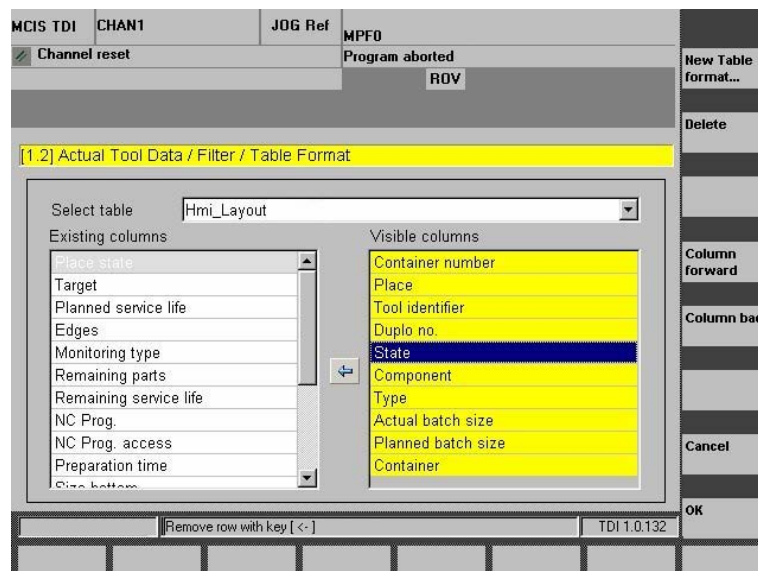 MCIS TDI CHAN1 JOG Ref MPF0
Channel reset Program aborted
ROV
New Table
format...
Delete
[1.2] Actual Tool Data / Filter / Table Format
Select table Hmi_Layout
Existing columns Visible columns
Place state Container number
Target Place
Planned service life Tool identifier
Edges Duplo no.
Monitoring type State
Remaining parts Component
Remaining service life Type
NC Prog. Actual batch size
NC Prog. access Planned batch size
Preparation time Container
Size bottom
Column
forward
Column bac
Cancel
OK
Remove row with key [ <- ] TDI 1.0.132